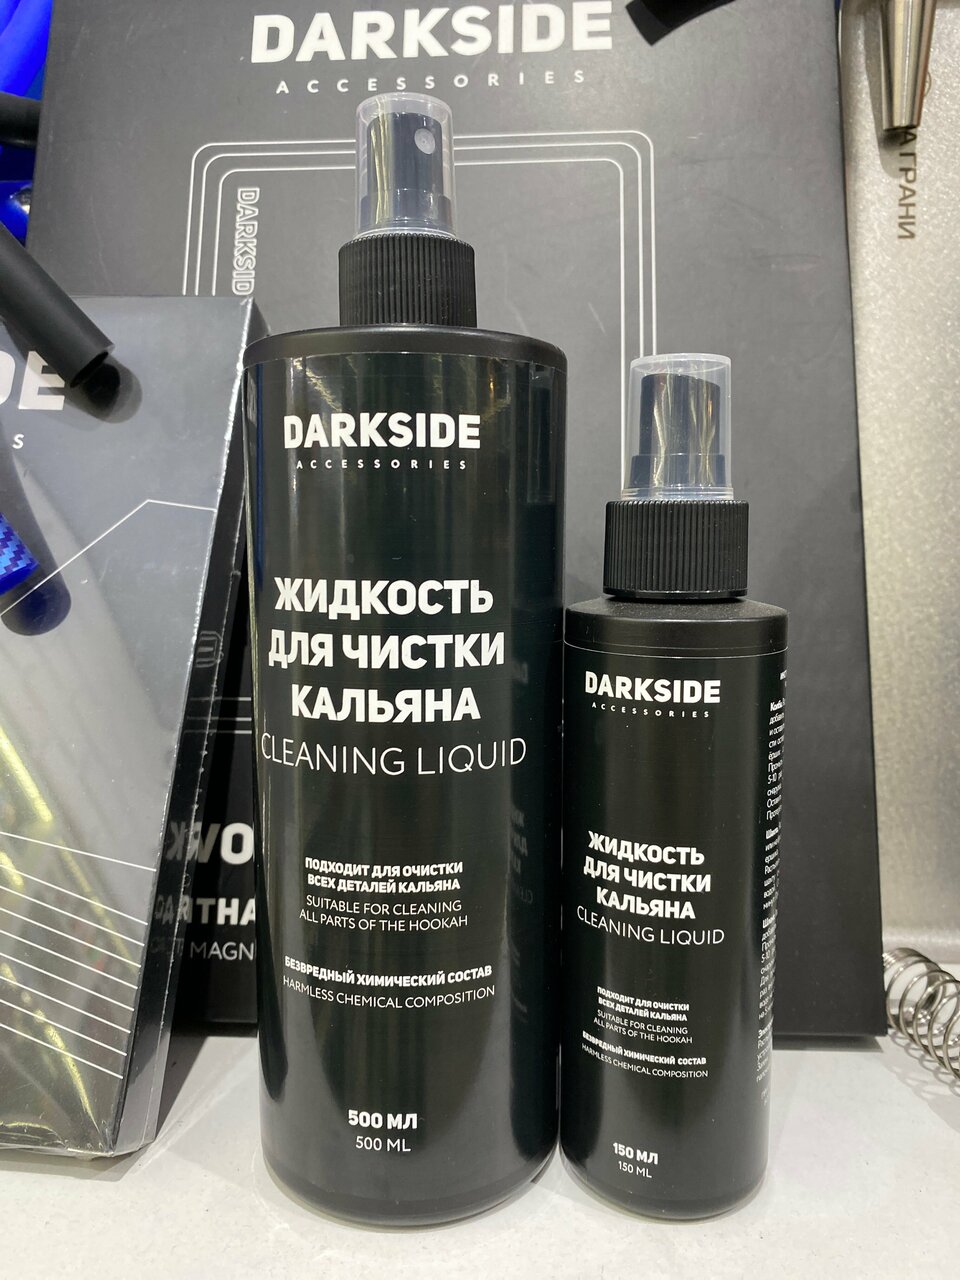 DARKSIDE
ACCESSORIES
DARKSIDE
ГРАНИ
DE
S
DARKSIDE
ACCESSORIES
ЖИДКОСТЬ
ДЛЯ ЧИСТКИ
КАЛЬЯНА
CLEANING LIQUID
ПОДХОДИТ ДЛЯ ОЧИСТКИ
ВСЕХ ДЕТАЛЕЙ КАЛЬЯНА
SUITABLE FOR CLEANING
ALL PARTS OF THE HOOKAH
БЕЗВРЕДНЫЙ ХИМИЧЕСКИЙ СОСТАВ
HARMLESS CHEMICAL COMPOSITION
500 МЛ
500 ML
DARKSIDE
ACCESSORIES
ЖИДКОСТЬ
ДЛЯ ЧИСТКИ
КАЛЬЯНА
CLEANING LIQUID
ПОДХОДИТ ДЛЯ ОЧИСТКИ
ВСЕХ ДЕТАЛЕЙ КАЛЬЯНА
SUITABLE FOR CLEANING
ALL PARTS OF THE HOOKAH
БЕЗВРЕДНЫЙ ХИМИЧЕСКИЙ СОСТАВ
HARMLESS CHEMICAL COMPOSITION
150 МЛ
150 ML